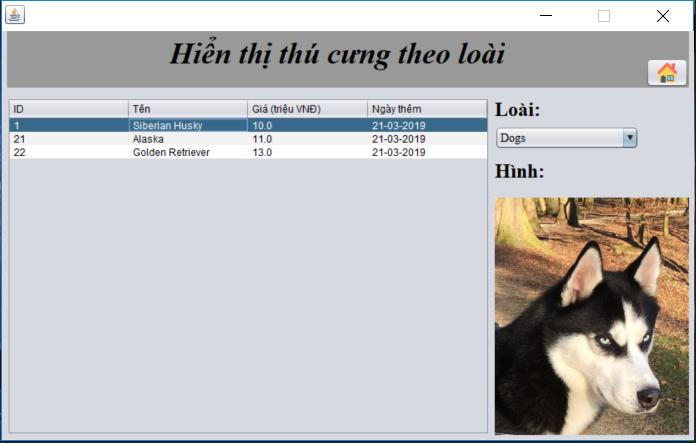 Hiển thị thú cưng theo loài
ID Tên Giá (triệu VNĐ) Ngày thêm
1 Siberian Husky 10.0 21-03-2019
21 Alaska 11.0 21-03-2019
22 Golden Retriever 13.0 21-03-2019
Loài:
Dogs
Hình: